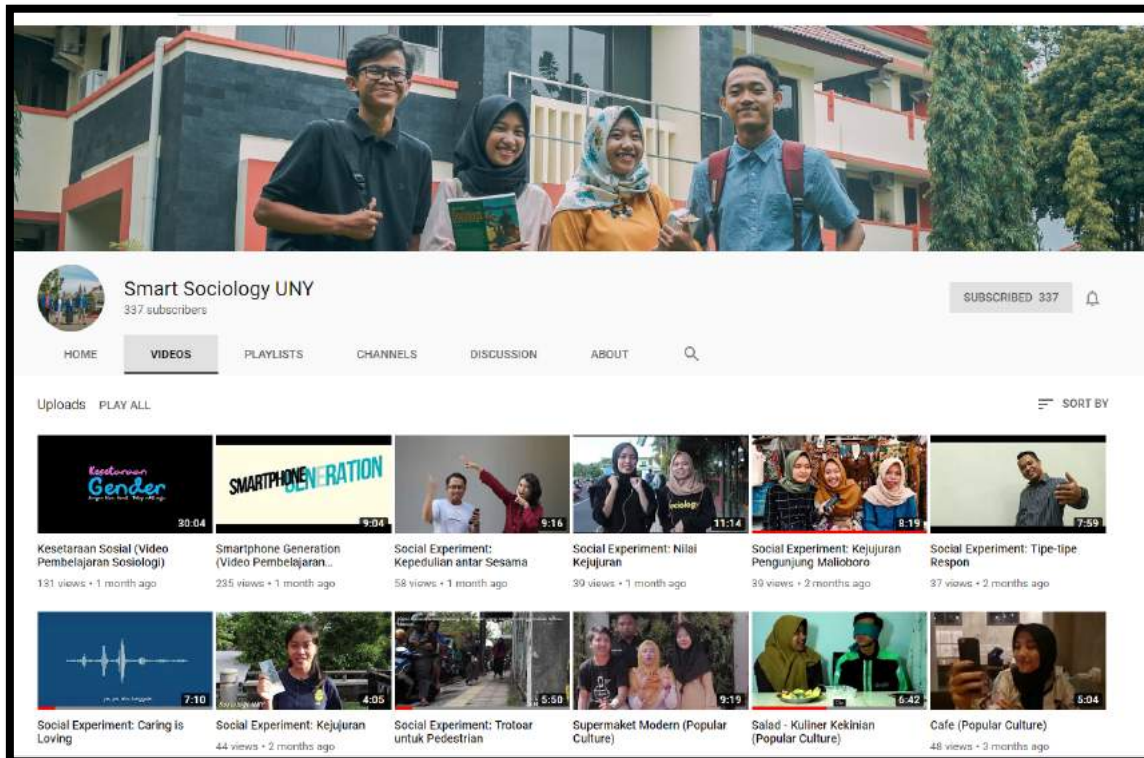 Smart Sociology UNY
337 subscribers
SUBSCRIBED 337
HOME VIDEOS PLAYLISTS CHANNELS DISCUSSION ABOUT
Uploads PLAY ALL
SORT BY
Kesetaraan
Gender
30:04
SMARTPHONE GENERATION
9:04
9:16
sociology
11:14
8:19
7:59
Kesetaraan Sosial (Video
Pembelajaran Sosiologi)
131 views • 1 month ago
Smartphone Generation
(Video Pembelajaran...
235 views • 1 month ago
Social Experiment:
Kepedulian antar Sesama
58 views • 1 month ago
Social Experiment: Nilai
Kejujuran
39 views • 1 month ago
Social Experiment: Kejujuran
Pengunjung Malioboro
39 views • 2 months ago
Social Experiment: Tipe-tipe
Respon
37 views • 2 months ago
7:10
4:05
5:50
9:19
6:42
5:04
Social Experiment: Caring is
Loving
Social Experiment: Kejujuran
44 views • 2 months ago
Social Experiment: Trotoar
untuk Pedestrian
Supermaket Modern (Popular
Culture)
Salad - Kuliner Kekinian
(Popular Culture)
Cafe (Popular Culture)
48 views • 3 months ago